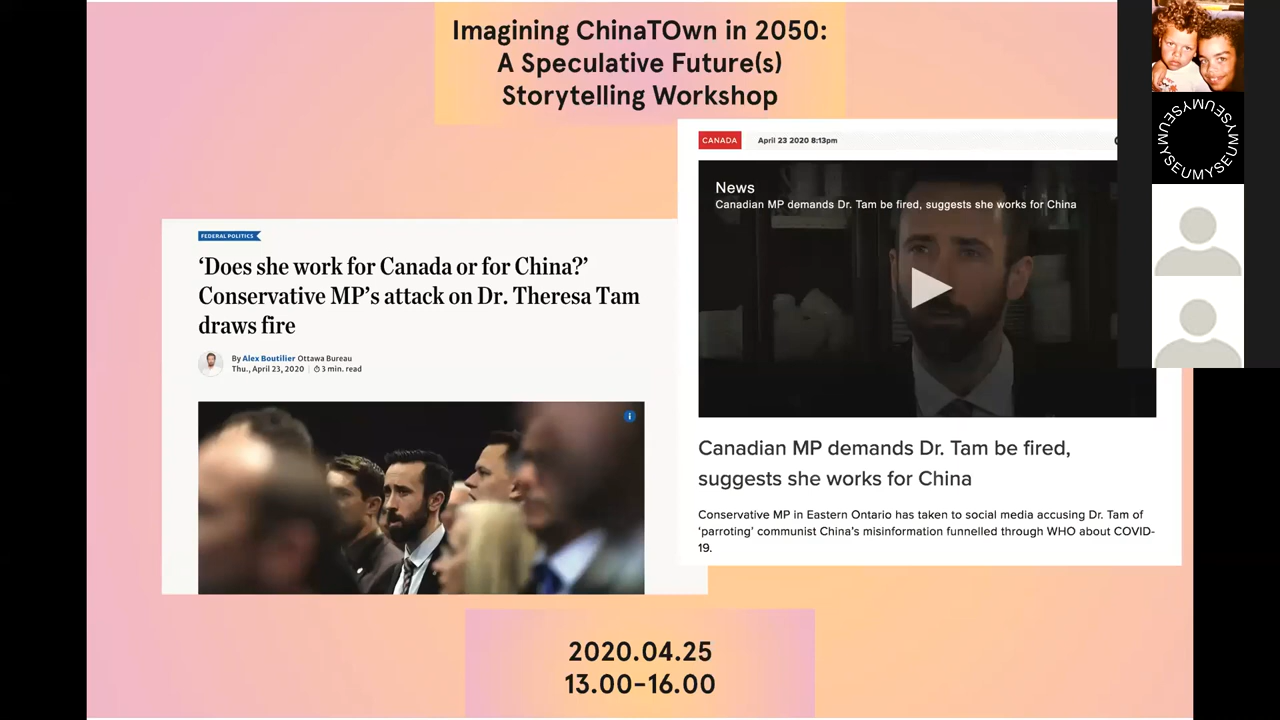 Imagining ChinaTOwn in 2050:
A Speculative Future(s)
Storytelling Workshop
FEDERAL POLITICS
‘Does she work for Canada or for China?’
Conservative MP’s attack on Dr. Theresa Tam
draws fire
By Alex Boutilier Ottawa Bureau
Thu., April 23, 2020 | 3 min. read
i
CANADA April 23 2020 8:13pm
News
Canadian MP demands Dr. Tam be fired, suggests she works for China
Canadian MP demands Dr. Tam be fired,
suggests she works for China
Conservative MP in Eastern Ontario has taken to social media accusing Dr. Tam of
‘parroting’ communist China’s misinformation funnelled through WHO about COVID-
19.
2020.04.25
13.00-16.00
MYSEUMYSEUMYSEUMYSEU